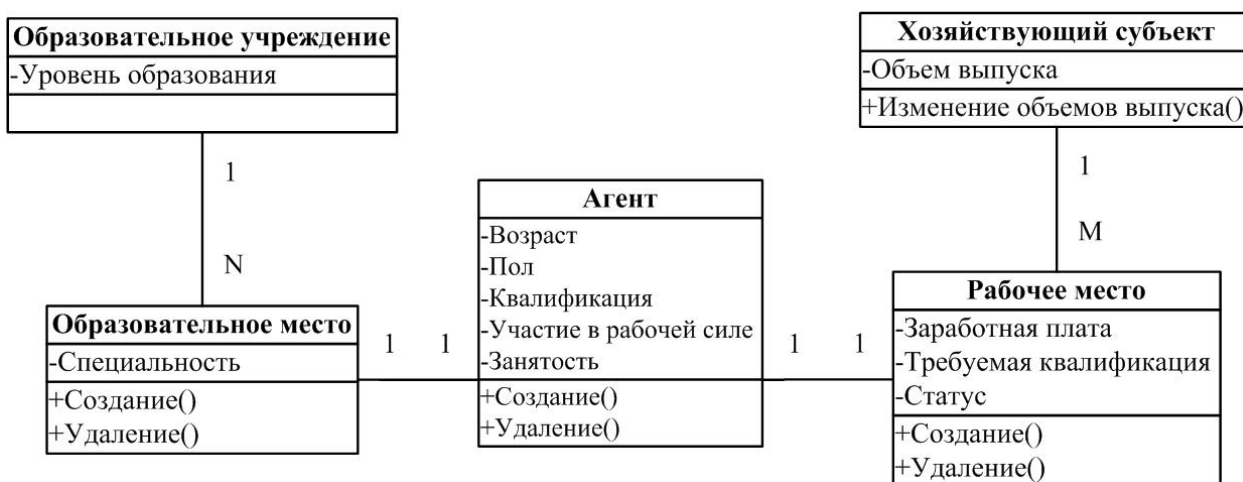 Образовательное учреждение
-Уровень образования
1
N
Образовательное место
-Специальность
+Создание()
+Удаление()
1
1
Агент
-Возраст
-Пол
-Квалификация
-Участие в рабочей силе
-Занятость
+Создание()
+Удаление()
1
1
Хозяйствующий субъект
-Объем выпуска
+Изменение объемов выпуска()
1
M
Рабочее место
-Заработная плата
-Требуемая квалификация
-Статус
+Создание()
+Удаление()